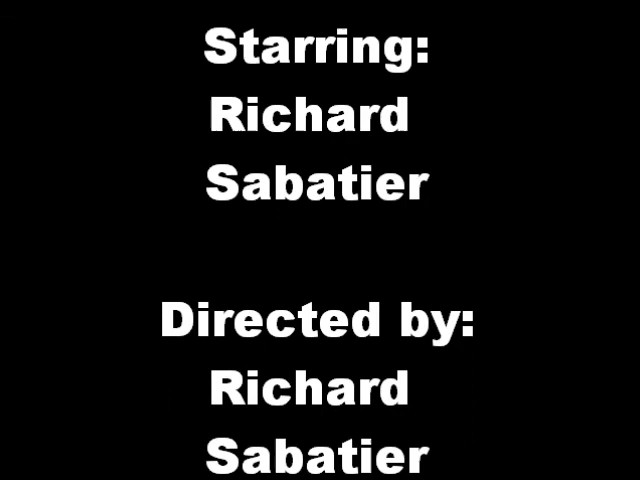 Starring:
Richard
Sabatier
Directed by:
Richard
Sabatier